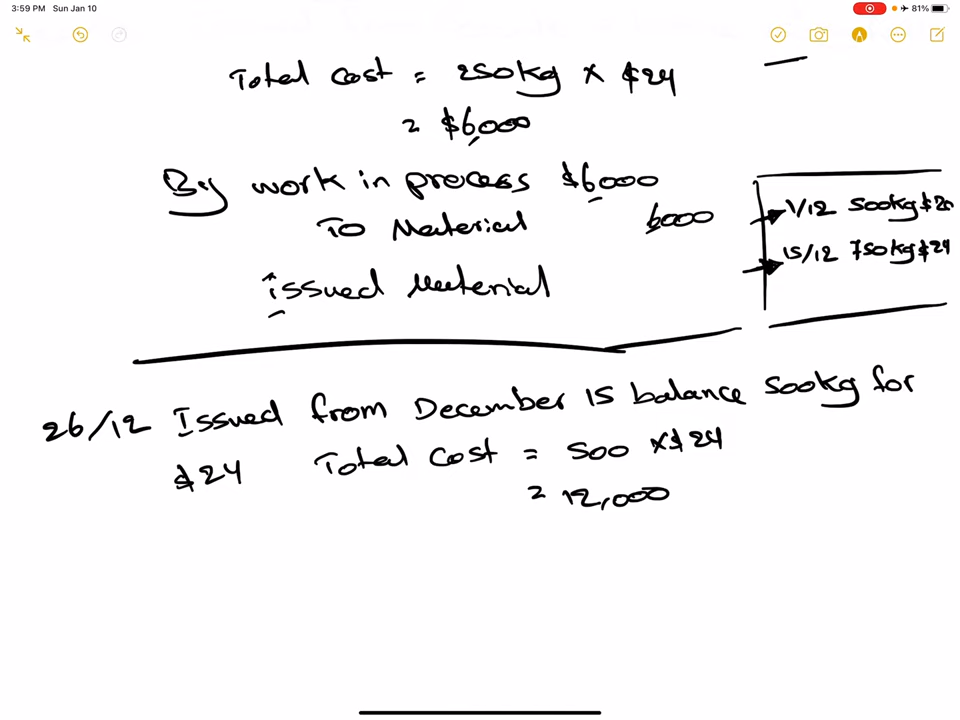 3:59 PM Sun Jan 10
81%
Total Cost = 250kg x $24
= $6,000
By work in process $6000
To Material 6000
issued Material
1/12 500kg $20
15/12 750kg $24
26/12 Issued from December 15 balance 500kg for
$24 Total Cost = 500 x $24
= 12,000